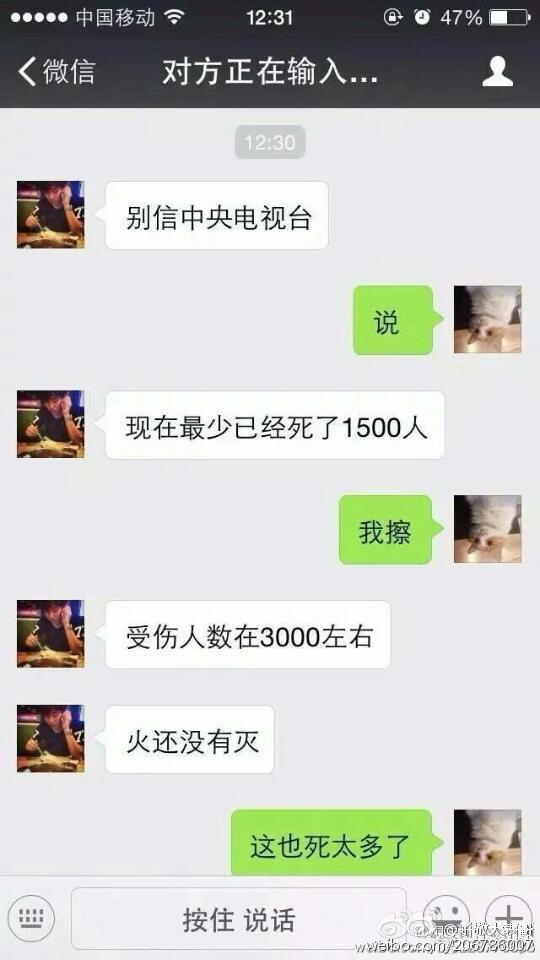 中国移动
12:31
47%
微信
对方正在输入...
12:30
别信中央电视台
说
现在最少已经死了1500人
我擦
受伤人数在3000左右
火还没有灭
这也死太多了
按住 说话
weibo.com/206786007